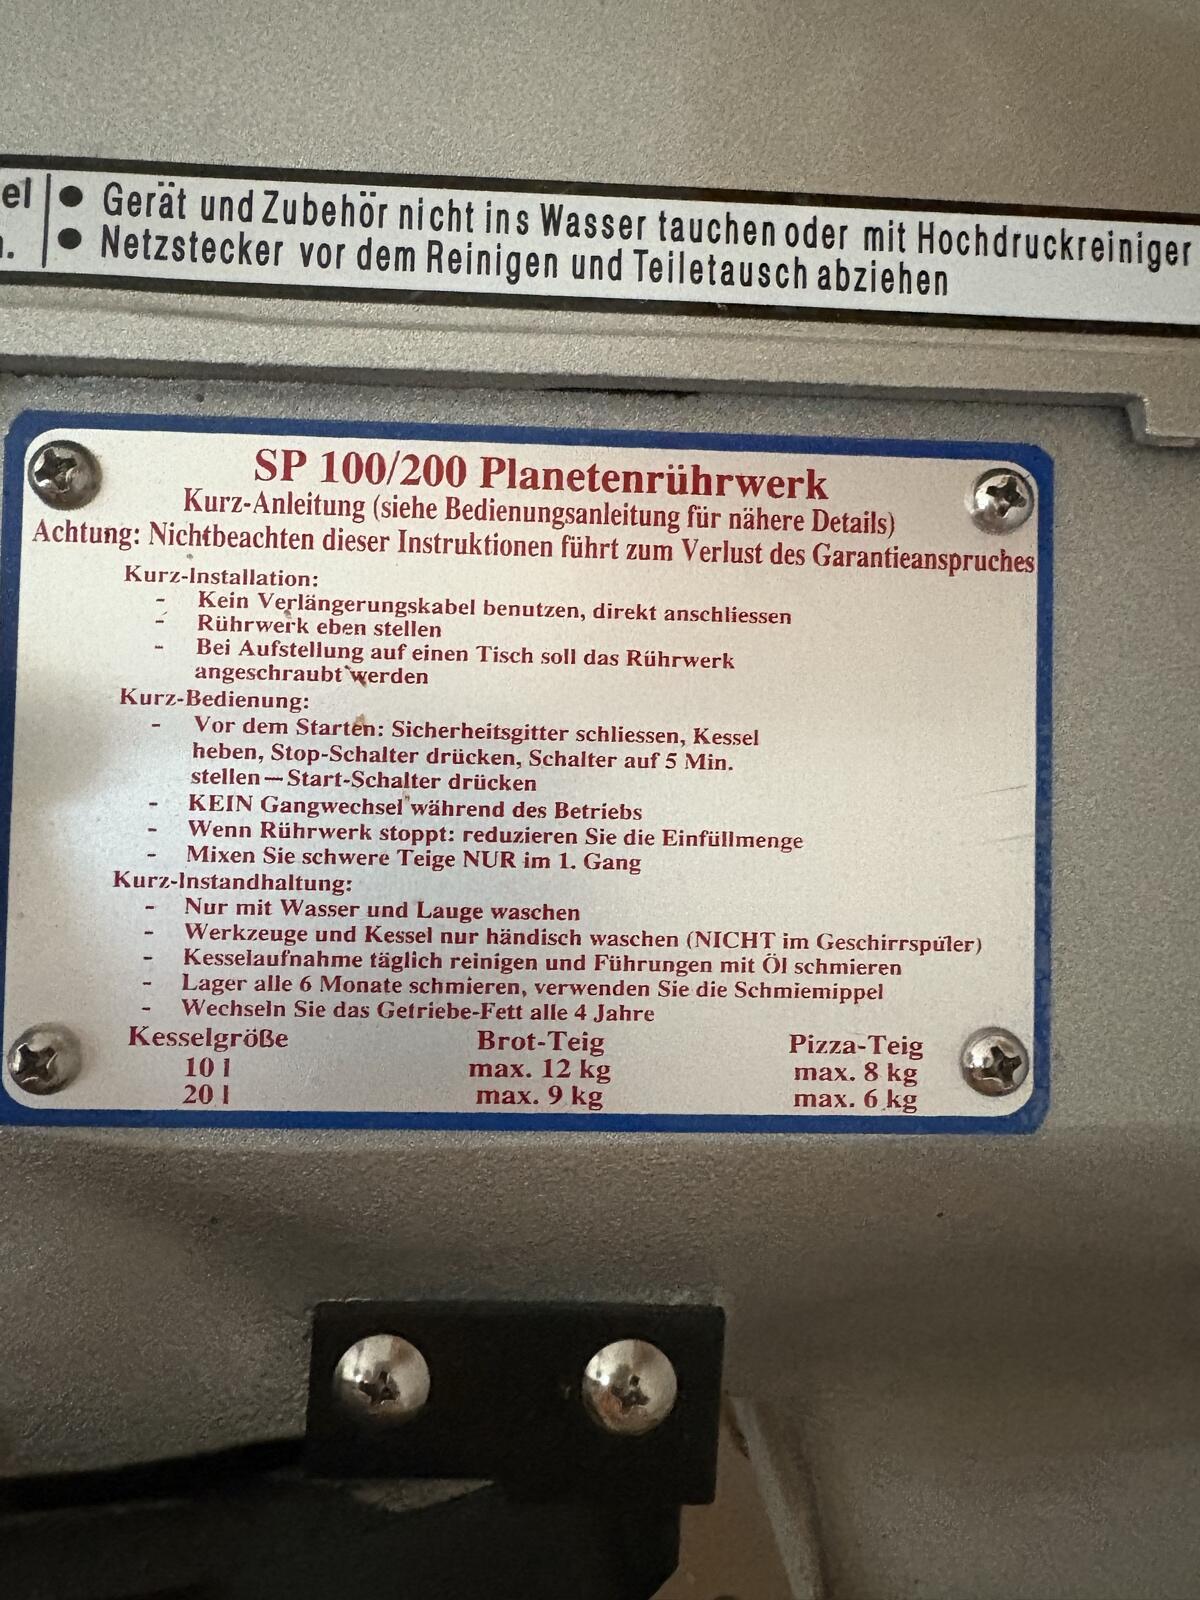 el
● Gerät und Zubehör nicht ins Wasser tauchen oder mit Hochdruckreiniger
● Netzstecker vor dem Reinigen und Teiletausch abziehen
SP 100/200 Planetenrührwerk
Kurz-Anleitung (siehe Bedienungsanleitung für nähere Details)
Achtung: Nichtbeachten dieser Instruktionen führt zum Verlust des Garantieanspruches
Kurz-Installation:
- Kein Verlängerungskabel benutzen, direkt anschliessen
- Rührwerk eben stellen
- Bei Aufstellung auf einen Tisch soll das Rührwerk
angeschraubt werden
Kurz-Bedienung:
- Vor dem Starten: Sicherheitsgitter schliessen, Kessel
heben, Stop-Schalter drücken, Schalter auf 5 Min.
stellen – Start-Schalter drücken
- KEIN Gangwechsel während des Betriebs
- Wenn Rührwerk stoppt: reduzieren Sie die Einfüllmenge
- Mixen Sie schwere Teige NUR im 1. Gang
Kurz-Instandhaltung:
- Nur mit Wasser und Lauge waschen
- Werkzeuge und Kessel nur händisch waschen (NICHT im Geschirrspüler)
- Kesselaufnahme täglich reinigen und Führungen mit Öl schmieren
- Lager alle 6 Monate schmieren, verwenden Sie die Schmiemippel
- Wechseln Sie das Getriebe-Fett alle 4 Jahre
Kesselgröße Brot-Teig Pizza-Teig
10 l max. 12 kg max. 8 kg
20 l max. 9 kg max. 6 kg